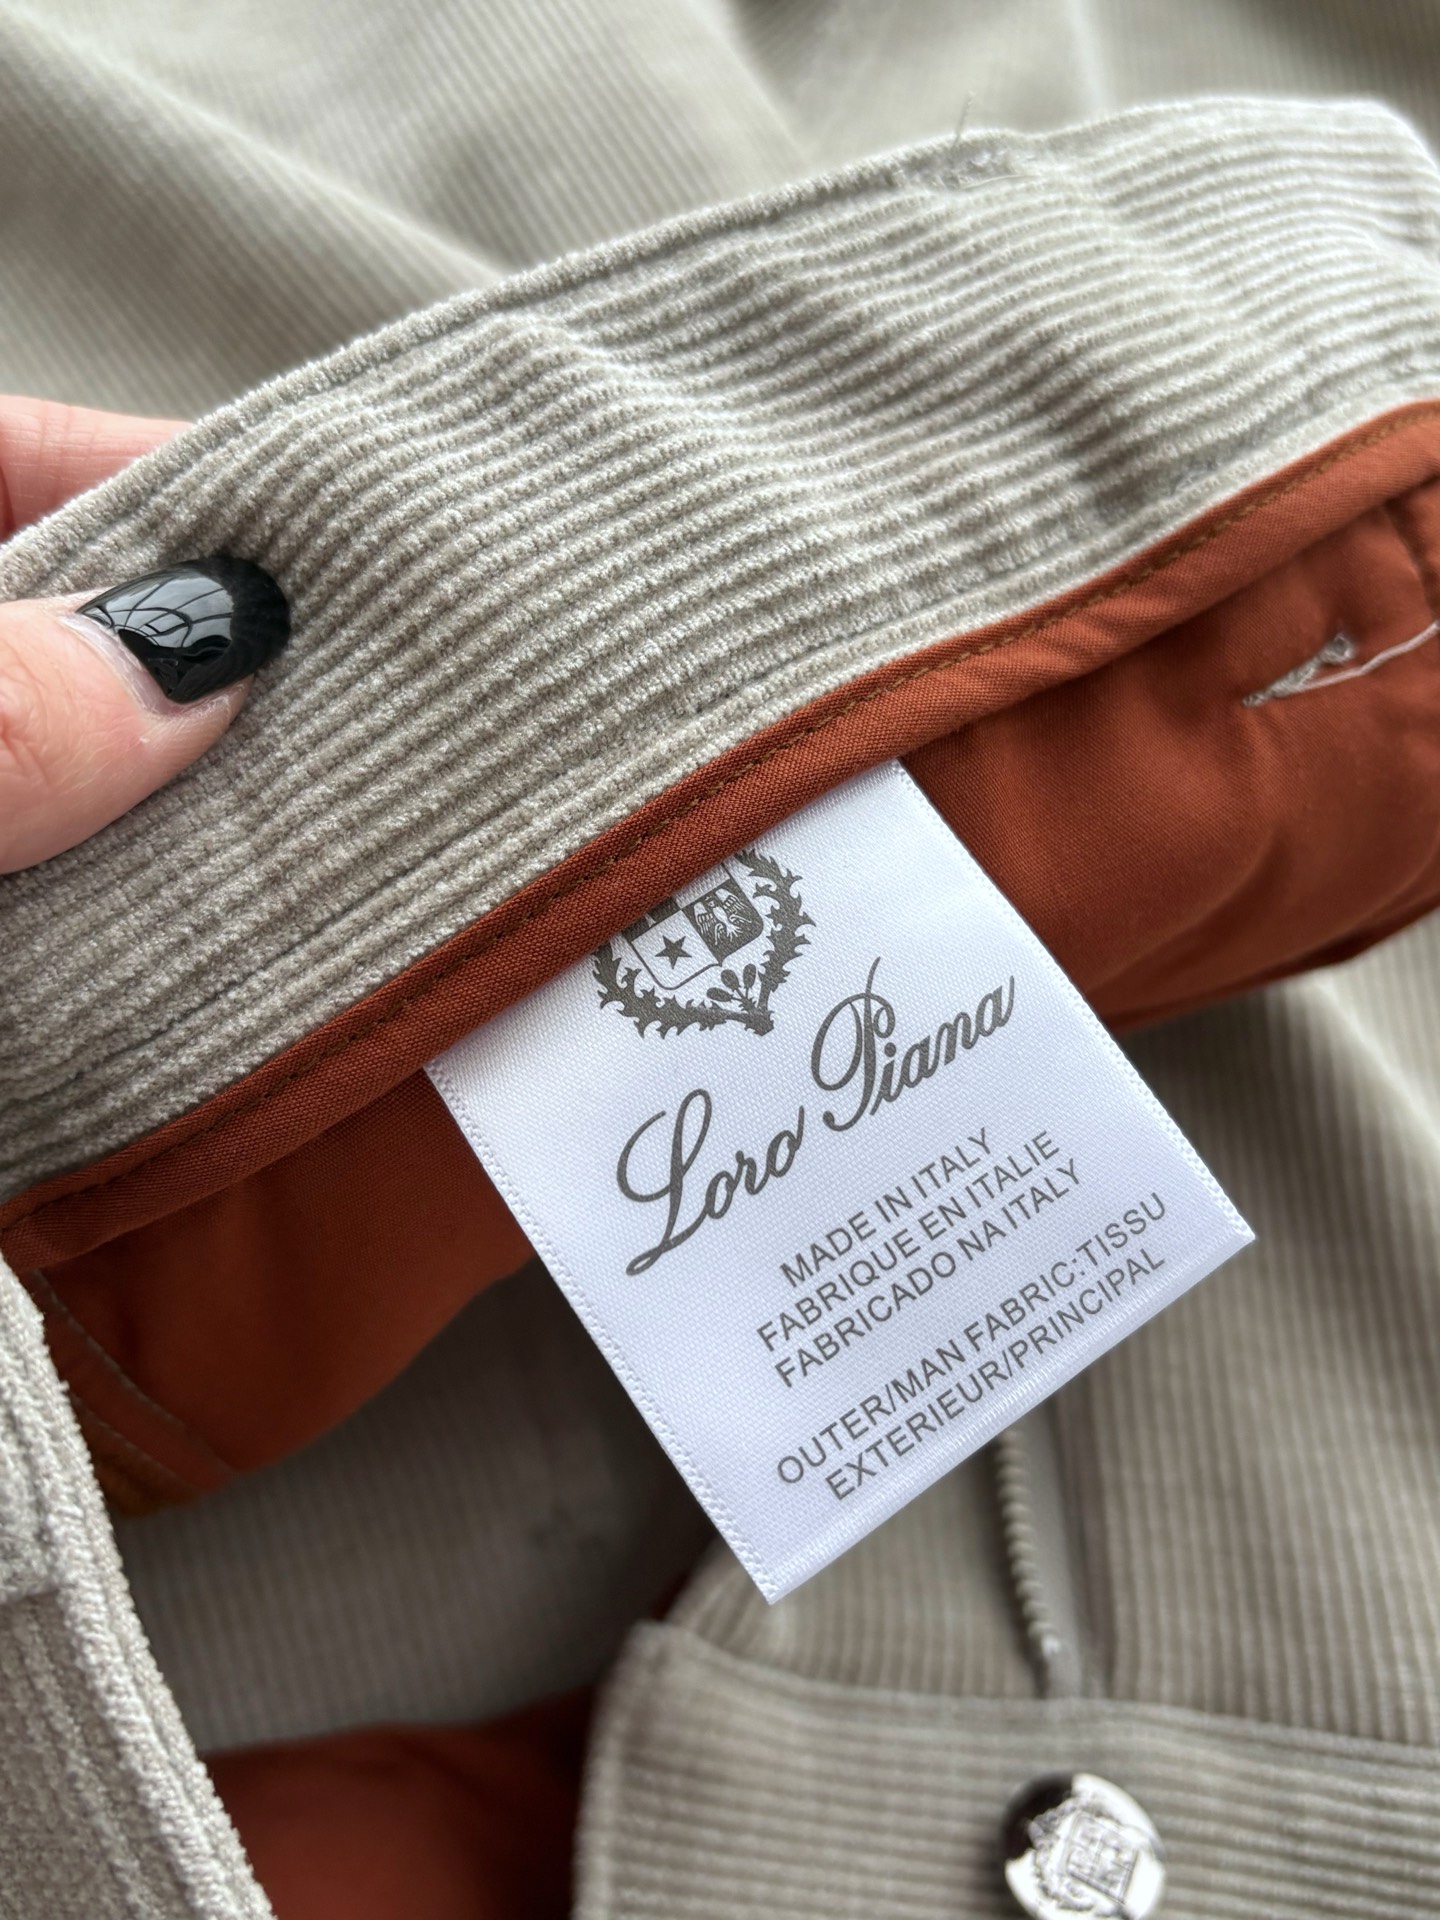 Loro Piana
MADE IN ITALY
FABRIQUE EN ITALIE
FABRICADO NA ITALY
OUTER/MAN FABRIC:TISSU
EXTERIEUR/PRINCIPAL